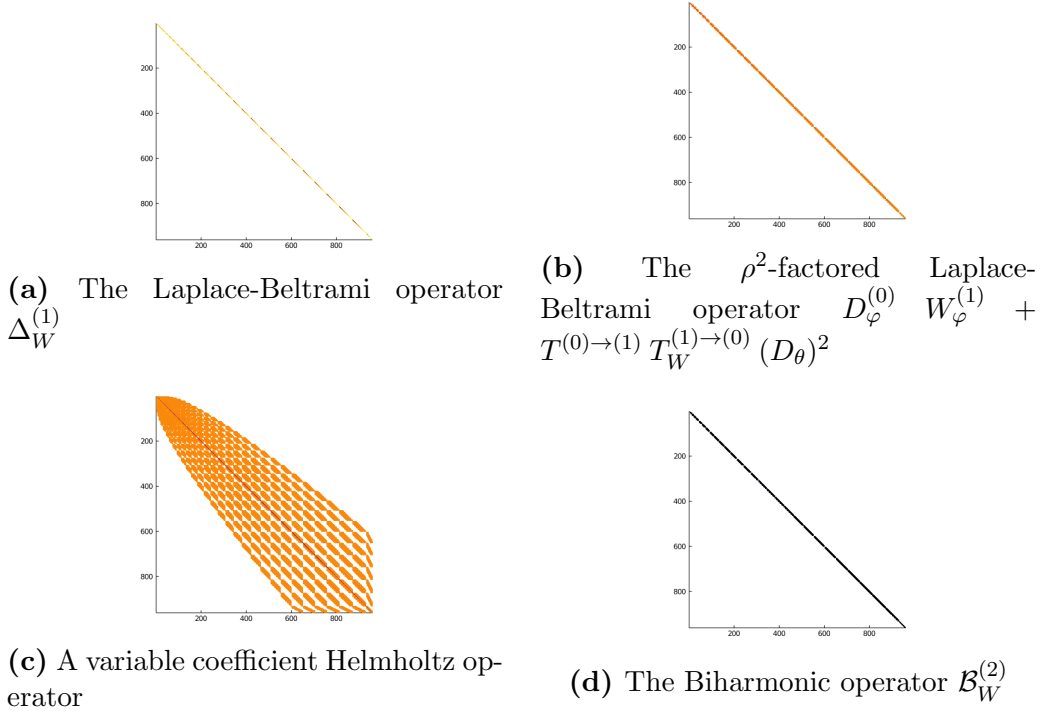 200
400
600
800
200 400 600 800
(a) The Laplace-Beltrami operator
Δ_W^{(1)}
200
400
600
800
200 400 600 800
(b) The ρ²-factored Laplace-
Beltrami operator D_φ^{(0)} W_φ^{(1)} +
T^{(0)→(1)} T_W^{(1)→(0)} (D_θ)²
200
400
600
800
200 400 600 800
(c) A variable coefficient Helmholtz op-
erator
200
400
600
800
200 400 600 800
(d) The Biharmonic operator ℬ_W^{(2)}